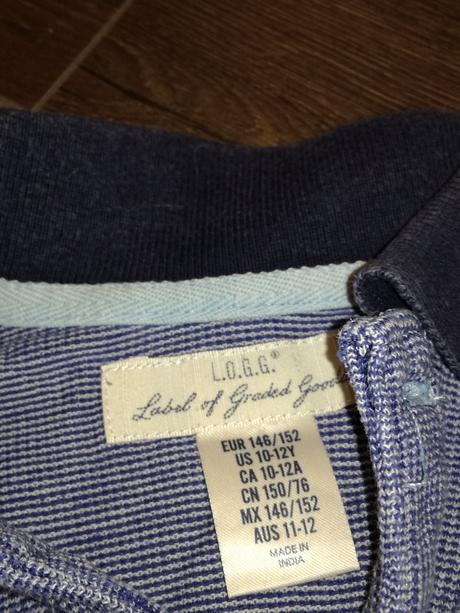 L.O.G.G.®
Label of Graded Goods
EUR 146/152
US 10-12Y
CA 10-12A
CN 150/76
MX 146/152
AUS 11-12
MADE IN
INDIA